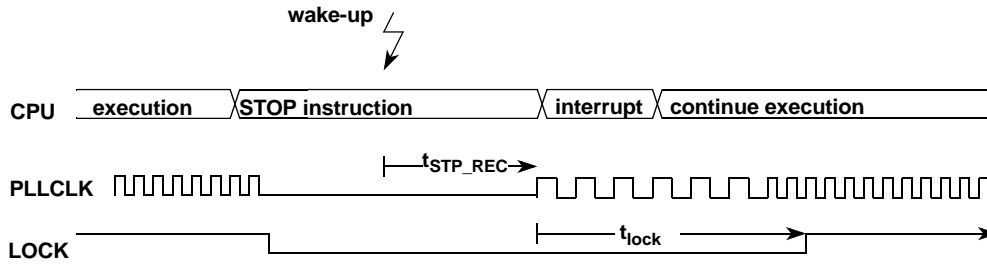 wake-up
CPU execution STOP instruction interrupt continue execution
tSTP_REC
PLLCLK
tlock
LOCK